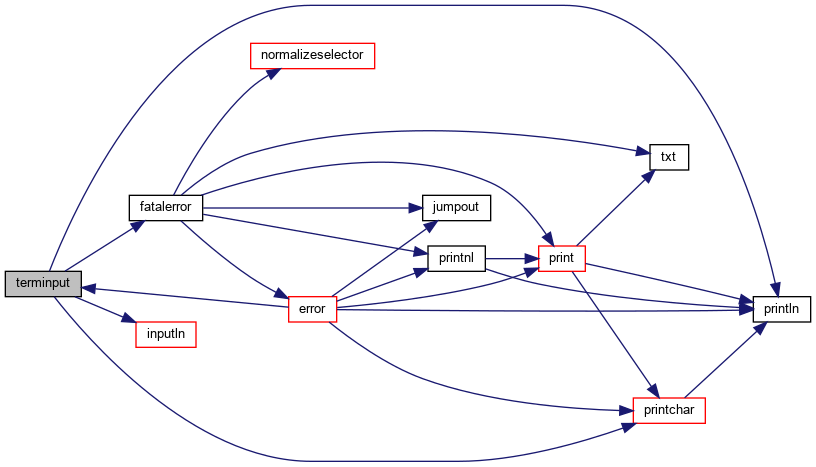 normalizeselector
txt
fatalerror
jumpout
printnl
print
terminput
error
println
inputln
printchar